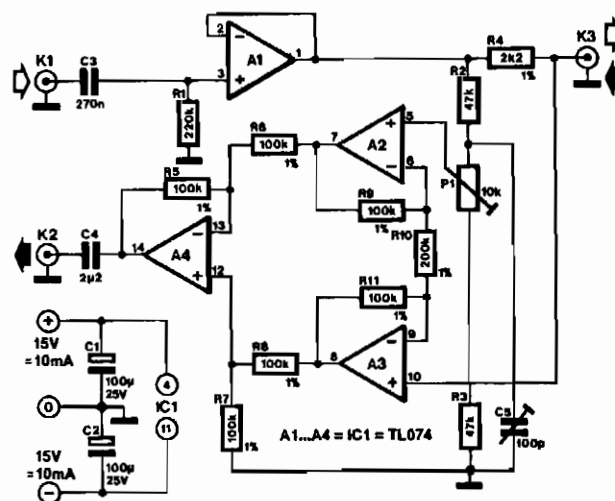 K1
C3
270n
R1
220k
2
3
1
A1
R4
2k2
1%
K3
R2
47k
P1
10k
R6
100k
1%
7
A2
5
6
R5
100k
1%
R9
100k
1%
R10
200k
1%
K2
C4
2µ2
14
A4
13
12
R11
100k
1%
R8
100k
1%
8
A3
9
10
R7
100k
1%
R3
47k
C5
100p
+
15V
=10mA
C1
100µ
25V
0
4
IC1
11
C2
100µ
25V
15V
=10mA
−
A1...A4 = IC1 = TL074